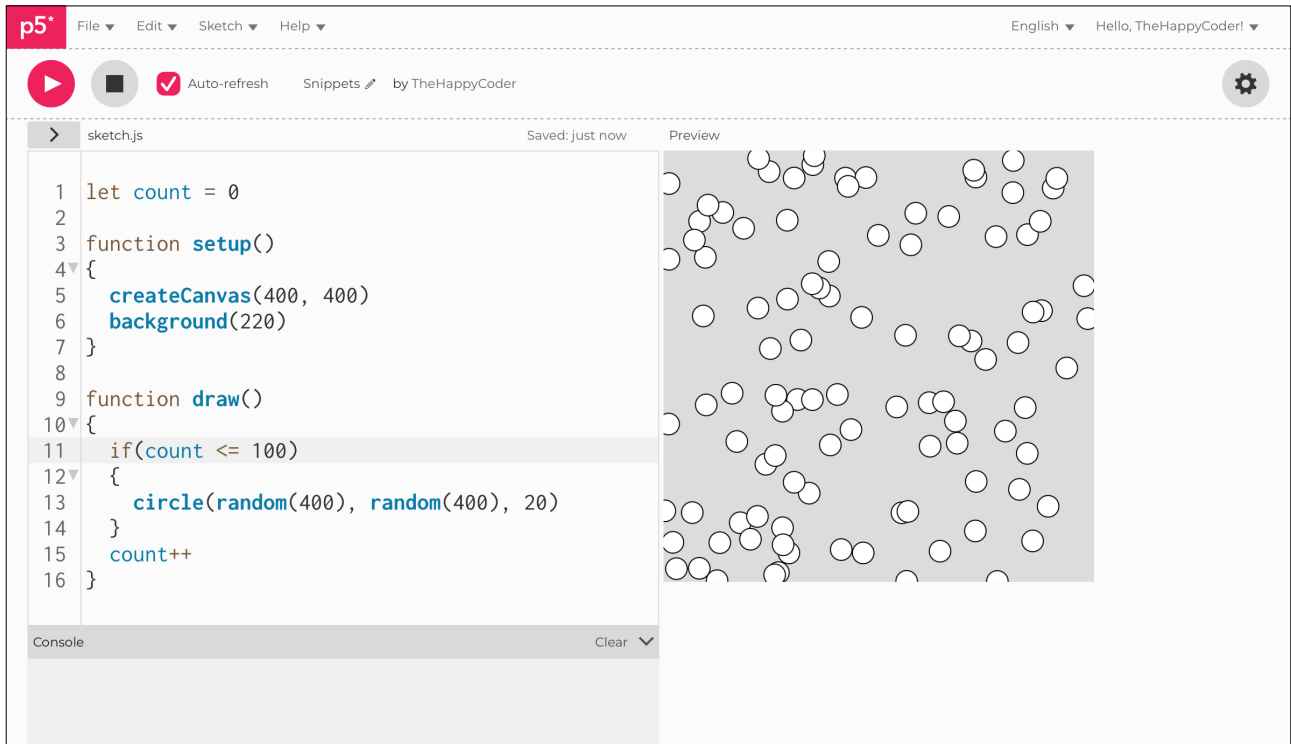 p5* File Edit Sketch Help English Hello, TheHappyCoder!
Auto-refresh Snippets by TheHappyCoder
sketch.js Saved: just now Preview
1 let count = 0
2
3 function setup()
4 {
5   createCanvas(400, 400)
6   background(220)
7 }
8
9 function draw()
10 {
11   if(count <= 100)
12   {
13     circle(random(400), random(400), 20)
14   }
15   count++
16 }
Console Clear